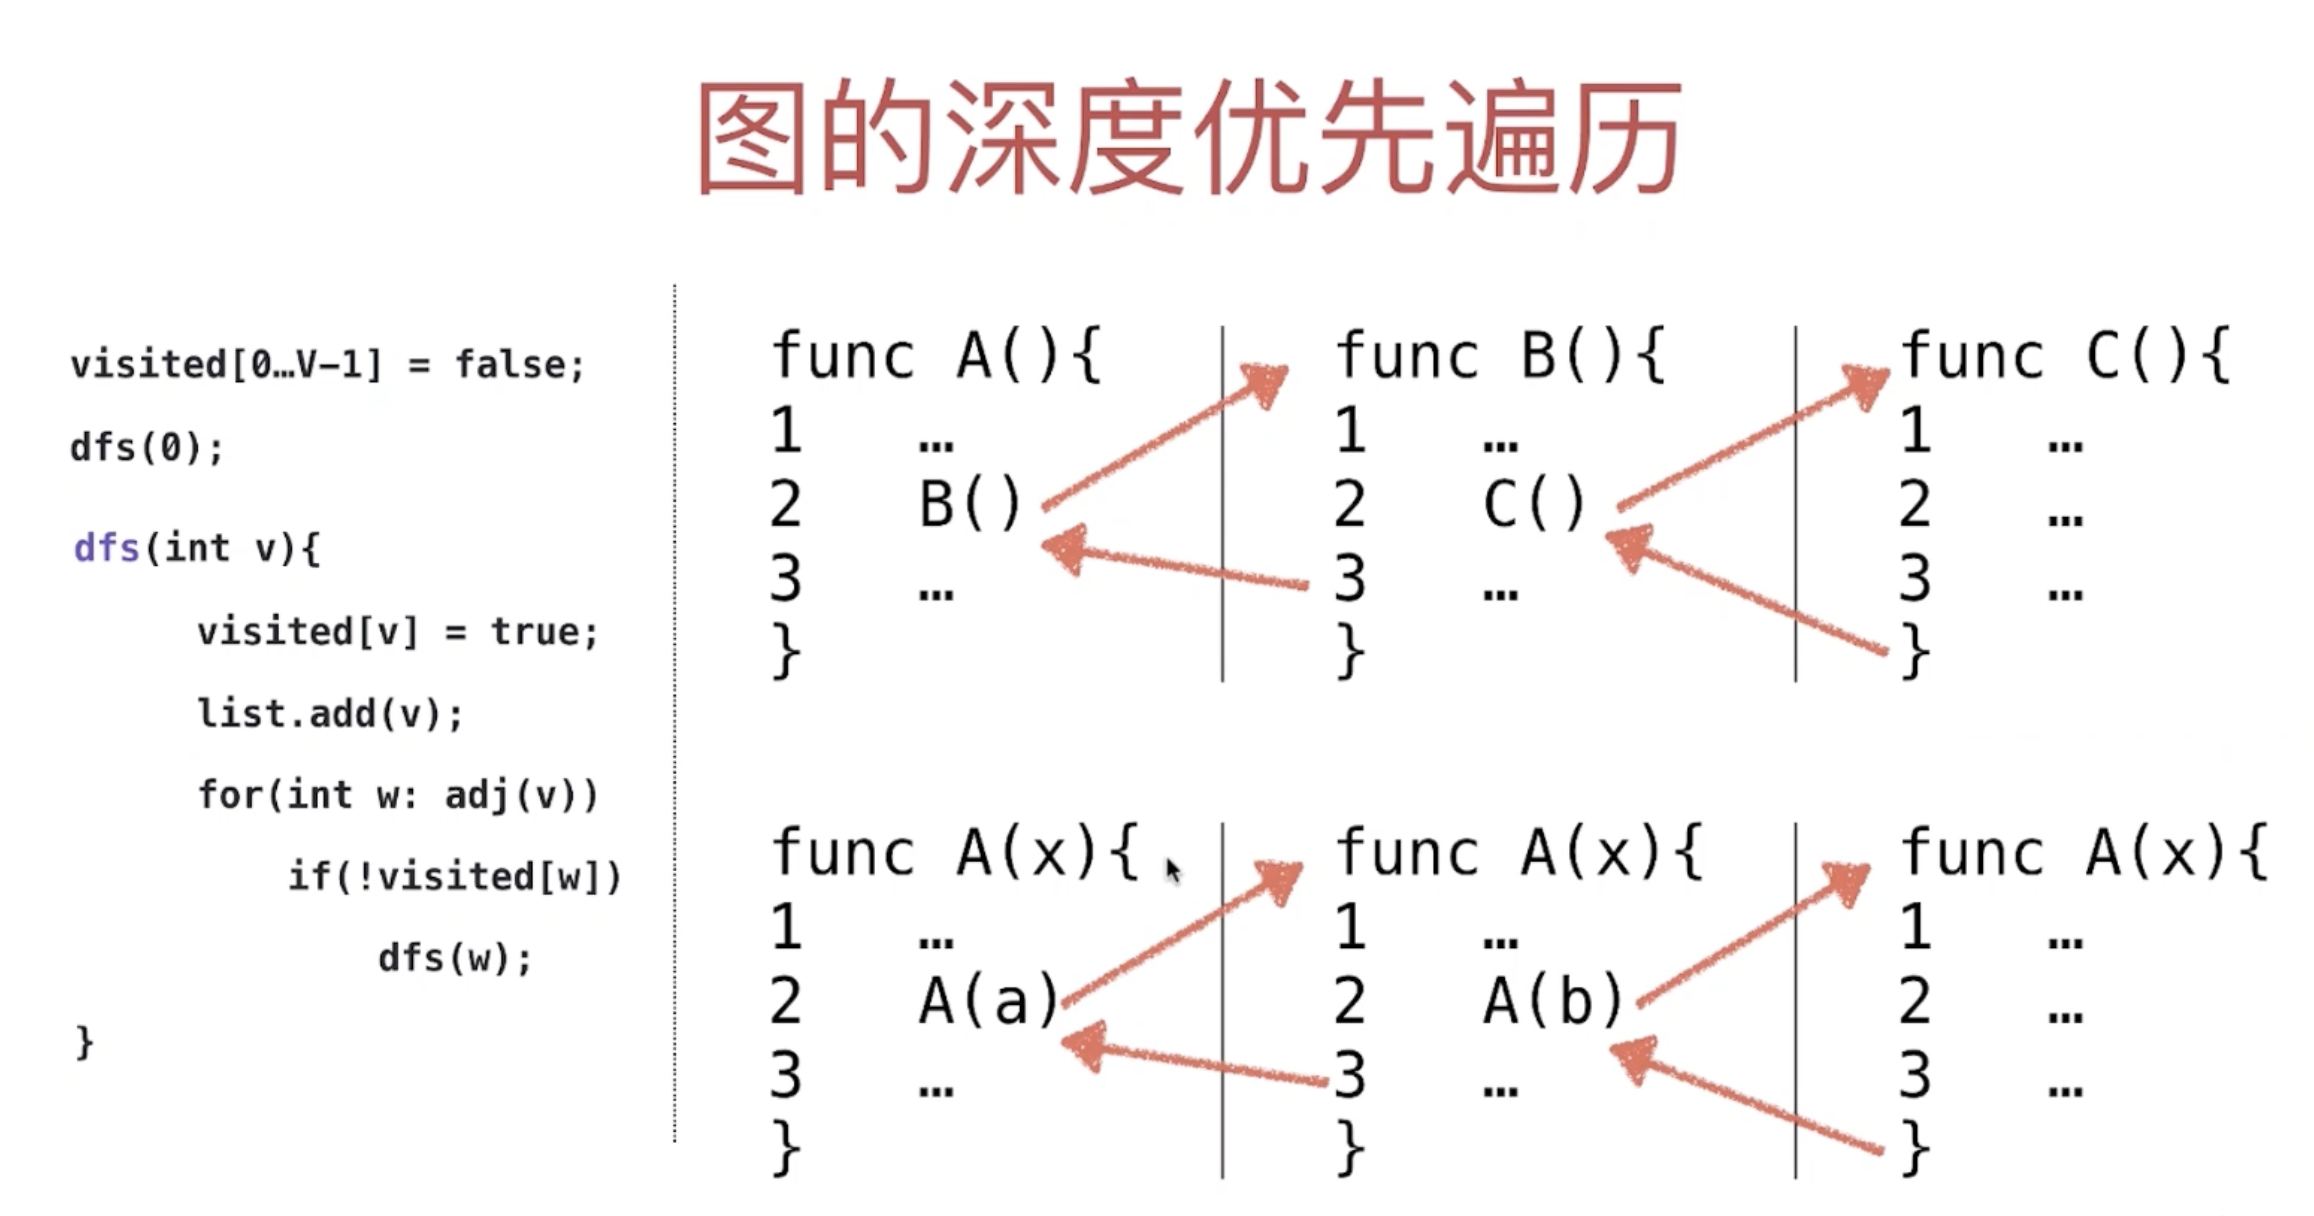 图的深度优先遍历
visited[0…V-1] = false;
dfs(0);
dfs(int v){
visited[v] = true;
list.add(v);
for(int w: adj(v))
if(!visited[w])
dfs(w);
}
func A(){
1 …
2 B()
3 …
}
func B(){
1 …
2 C()
3 …
}
func C(){
1 …
2 …
3 …
}
func A(x){
1 …
2 A(a)
3 …
}
func A(x){
1 …
2 A(b)
3 …
}
func A(x){
1 …
2 …
3 …
}